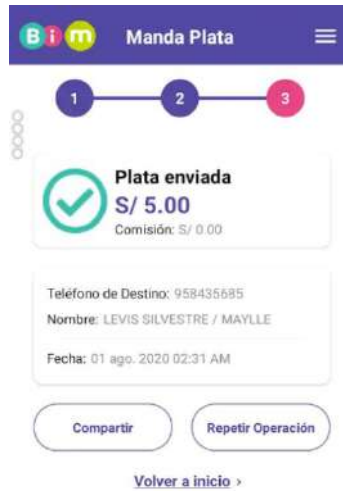 Bim Manda Plata
1 2 3
Plata enviada
S/ 5.00
Comisión: S/ 0.00
Teléfono de Destino: 958435685
Nombre: LEVIS SILVESTRE / MAYLLE
Fecha: 01 ago. 2020 02:31 AM
Compartir Repetir Operación
Volver a inicio >